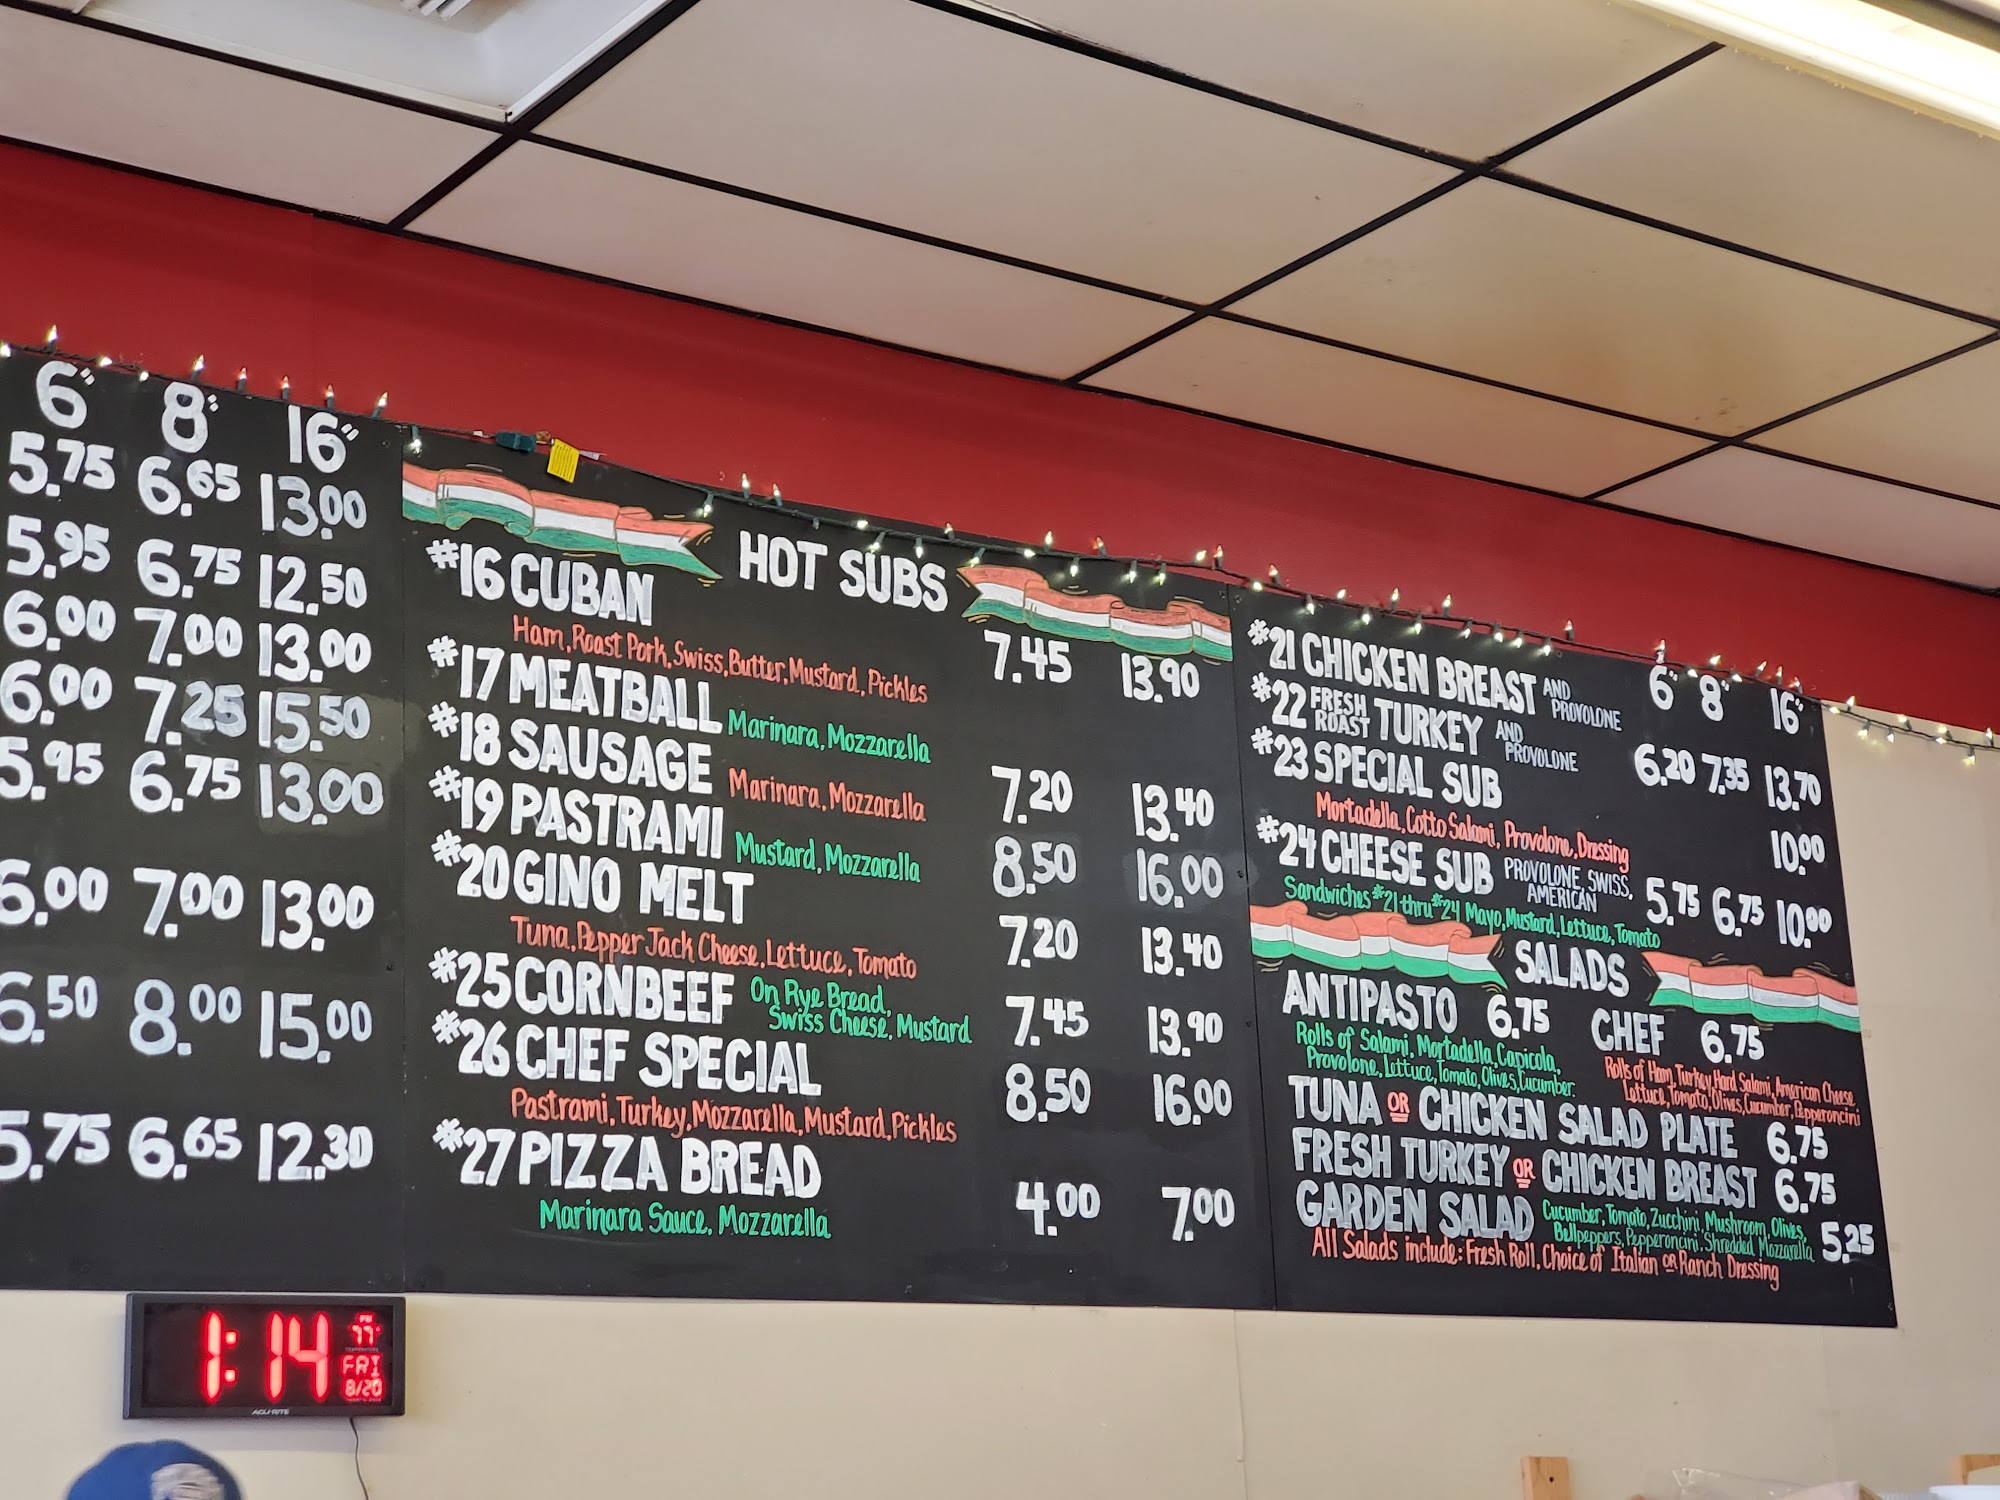 6" 8" 16"
5.75 6.65 13.00
5.95 6.75 12.50
6.00 7.00 13.00
6.00 7.25 15.50
5.95 6.75 13.00
6.00 7.00 13.00
6.50 8.00 15.00
5.75 6.65 12.30
HOT SUBS
#16 CUBAN
Ham, Roast Pork, Swiss, Butter, Mustard, Pickles 7.45 13.90
#17 MEATBALL Marinara, Mozzarella
#18 SAUSAGE Marinara, Mozzarella 7.20 13.40
#19 PASTRAMI Mustard, Mozzarella 8.50 16.00
#20 GINO MELT
Tuna, Pepper Jack Cheese, Lettuce, Tomato 7.20 13.40
#25 CORNBEEF On Rye Bread,
Swiss Cheese, Mustard 7.45 13.90
#26 CHEF SPECIAL
Pastrami, Turkey, Mozzarella, Mustard, Pickles 8.50 16.00
#27 PIZZA BREAD 4.00 7.00
Marinara Sauce, Mozzarella
6" 8" 16"
#21 CHICKEN BREAST AND PROVOLONE
#22 FRESH ROAST TURKEY AND PROVOLONE 6.20 7.35 13.70
#23 SPECIAL SUB
Mortadella, Cotto Salami, Provolone, Dressing 10.00
#24 CHEESE SUB PROVOLONE, SWISS, AMERICAN 5.75 6.75 10.00
Sandwiches #21 thru #24 Mayo, Mustard, Lettuce, Tomato
SALADS
ANTIPASTO 6.75
Rolls of Salami, Mortadella, Capicola,
Provolone, Lettuce, Tomato, Olives, Cucumber
CHEF 6.75
Rolls of Ham, Turkey, Hard Salami, American Cheese
Lettuce, Tomato, Olives, Cucumber, Pepperoncini
TUNA OR CHICKEN SALAD PLATE 6.75
FRESH TURKEY OR CHICKEN BREAST 6.75
GARDEN SALAD Cucumber, Tomato, Zucchini, Mushroom, Olives,
Bellpeppers, Pepperoncini, Shredded Mozzarella 5.25
All Salads include: Fresh Roll, Choice of Italian OR Ranch Dressing
1:14
PM
77°
FRI
8/20
ACU-RITE